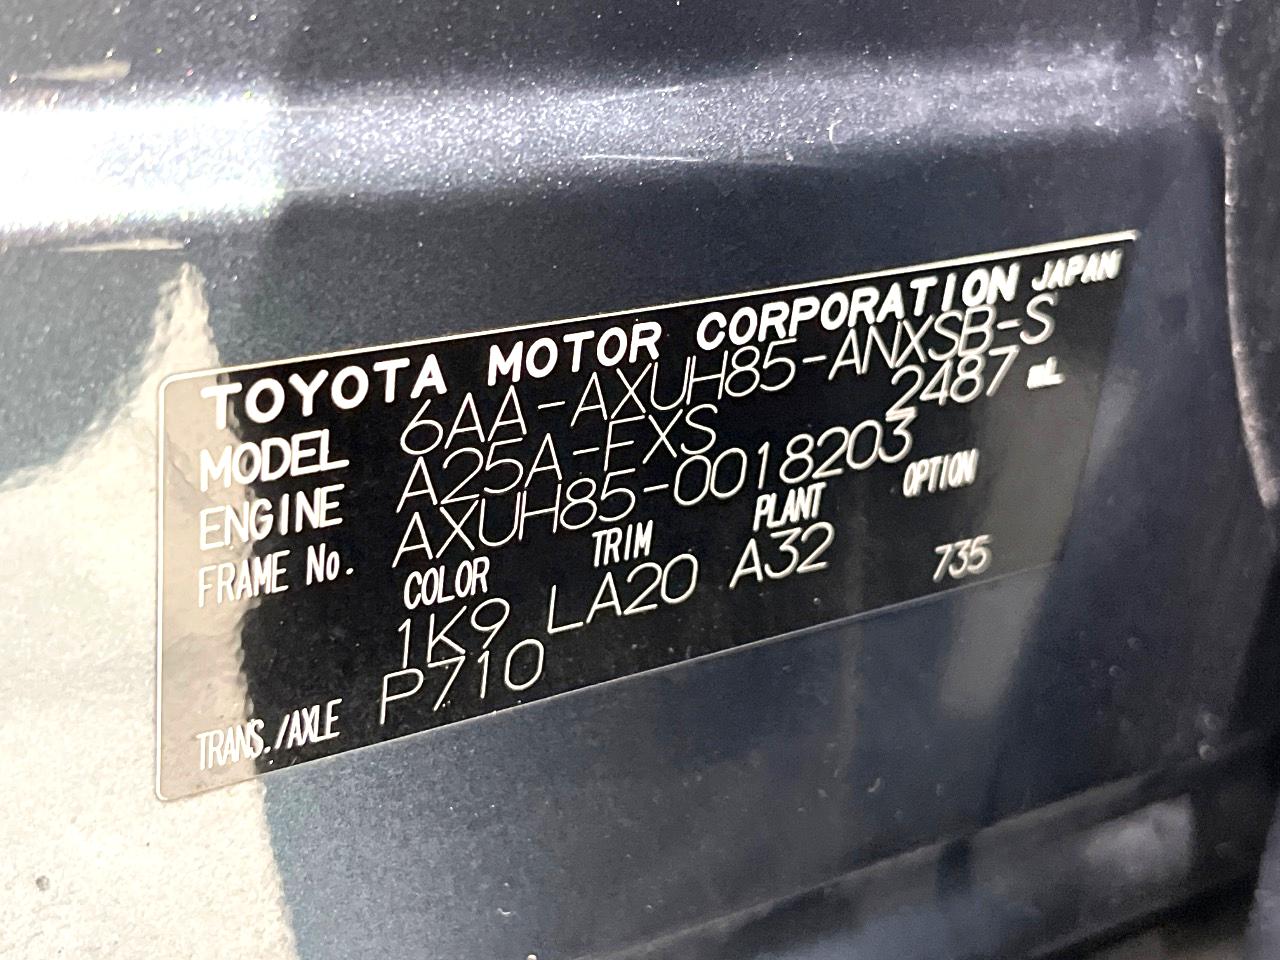 TOYOTA MOTOR CORPORATION JAPAN
MODEL 6AA-AXUH85-ANXSB-S
ENGINE A25A-FXS 2487 mL
FRAME No. AXUH85-0018203
COLOR TRIM PLANT OPTION
1K9 LA20 A32 735
TRANS./AXLE P710